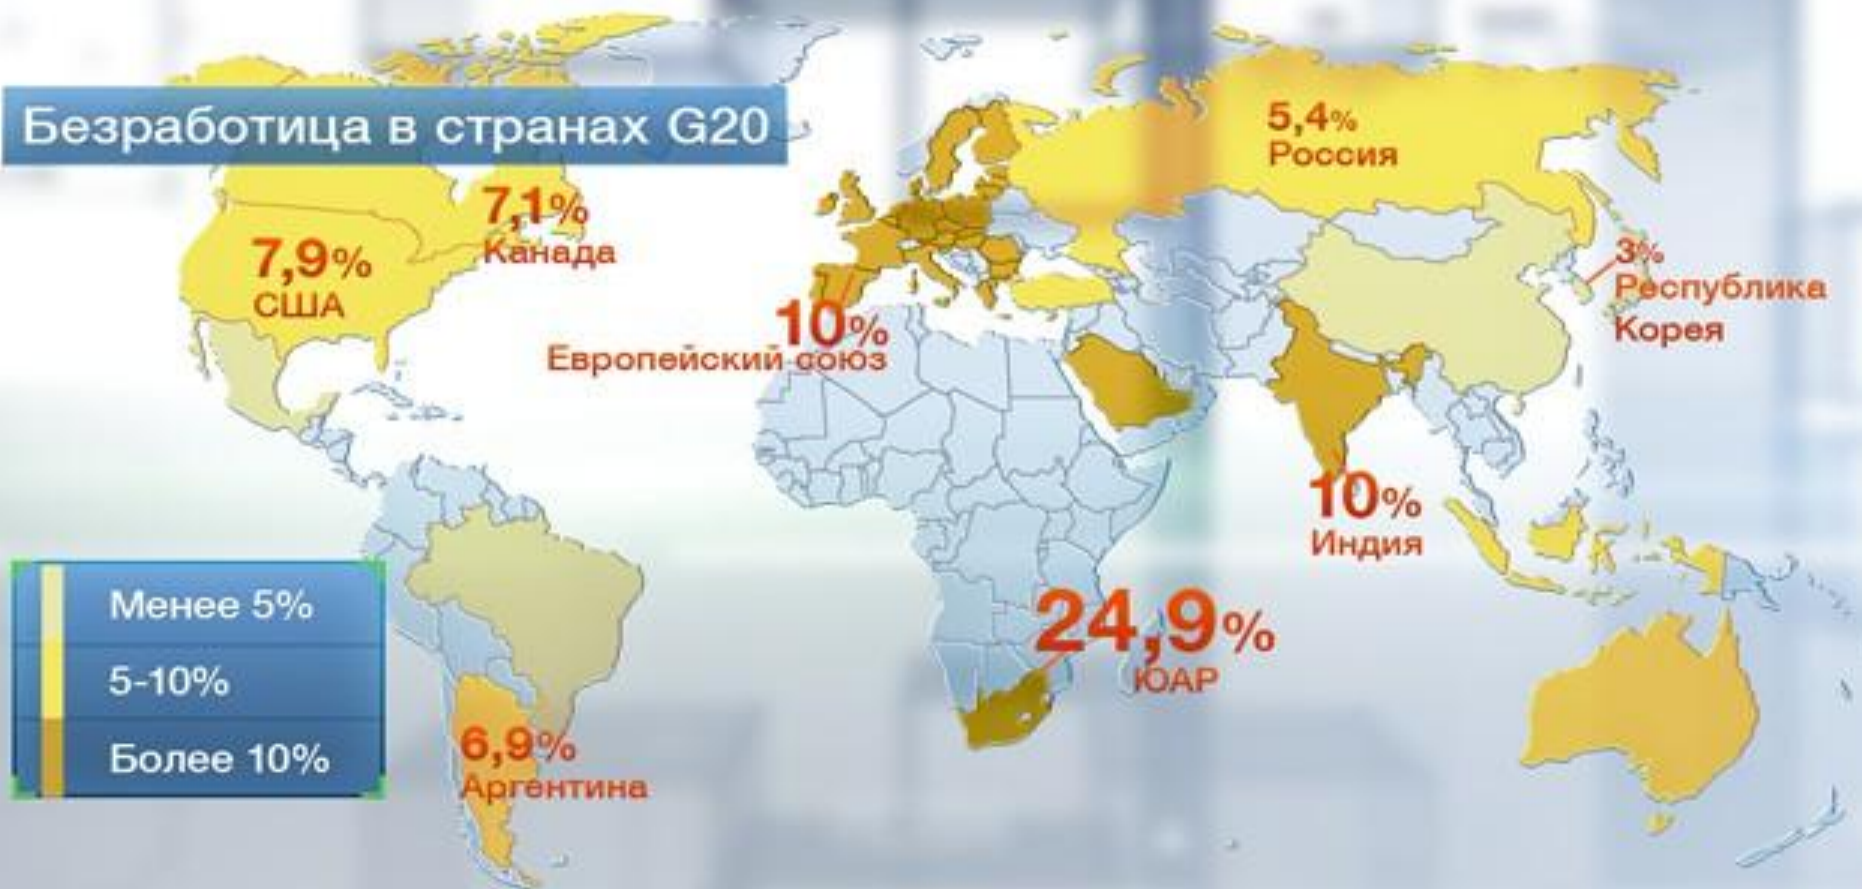 Безработица в странах G20
5,4%
Россия
7,1%
Канада
7,9%
США
3%
Республика
Корея
10%
Европейский союз
10%
Индия
24,9%
ЮАР
6,9%
Аргентина
Менее 5%
5-10%
Более 10%